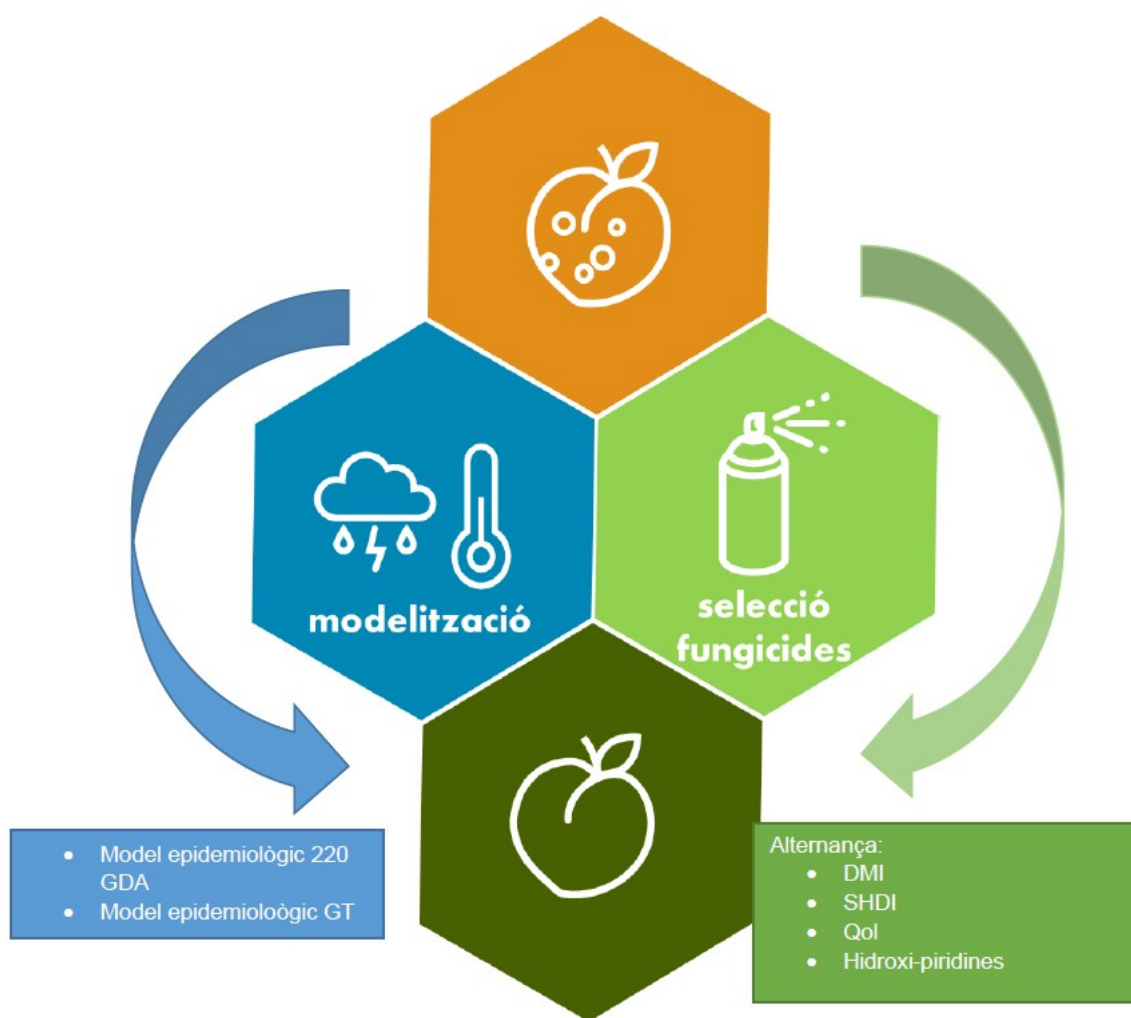 modelització
selecció
fungicides
• Model epidemiològic 220
GDA
• Model epidemioloògic GT
Alternança:
• DMI
• SHDI
• QoI
• Hidroxi-piridines